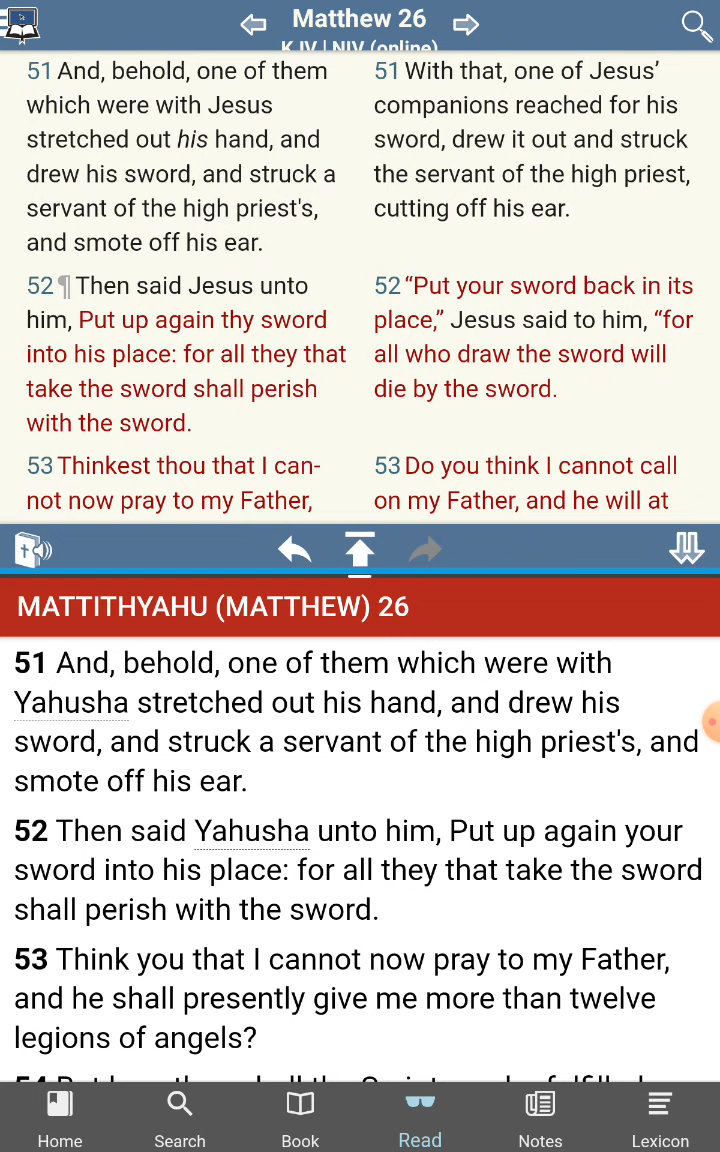 Matthew 26
KJV | NIV (online)
51 And, behold, one of them
which were with Jesus
stretched out his hand, and
drew his sword, and struck a
servant of the high priest's,
and smote off his ear.
52 ¶ Then said Jesus unto
him, Put up again thy sword
into his place: for all they that
take the sword shall perish
with the sword.
53 Thinkest thou that I can-
not now pray to my Father,
51 With that, one of Jesus’
companions reached for his
sword, drew it out and struck
the servant of the high priest,
cutting off his ear.
52 “Put your sword back in its
place,” Jesus said to him, “for
all who draw the sword will
die by the sword.
53 Do you think I cannot call
on my Father, and he will at
MATTITHYAHU (MATTHEW) 26
51 And, behold, one of them which were with
Yahusha stretched out his hand, and drew his
sword, and struck a servant of the high priest's, and
smote off his ear.
52 Then said Yahusha unto him, Put up again your
sword into his place: for all they that take the sword
shall perish with the sword.
53 Think you that I cannot now pray to my Father,
and he shall presently give me more than twelve
legions of angels?
Home
Search
Book
Read
Notes
Lexicon